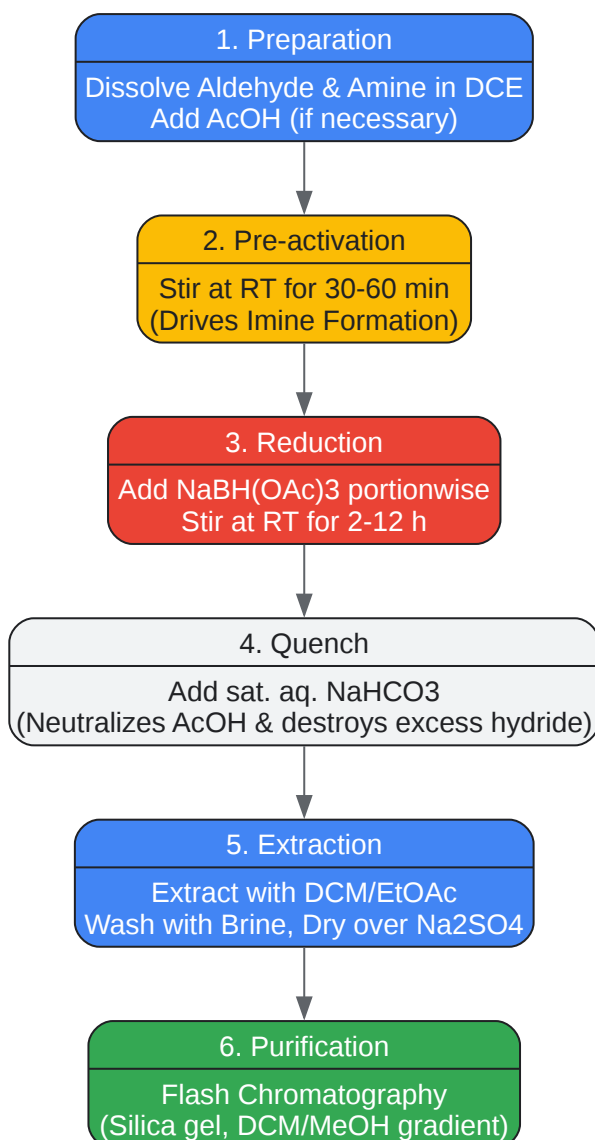 1. Preparation
Dissolve Aldehyde & Amine in DCE
Add AcOH (if necessary)
2. Pre-activation
Stir at RT for 30-60 min
(Drives Imine Formation)
3. Reduction
Add NaBH(OAc)3 portionwise
Stir at RT for 2-12 h
4. Quench
Add sat. aq. NaHCO3
(Neutralizes AcOH & destroys excess hydride)
5. Extraction
Extract with DCM/EtOAc
Wash with Brine, Dry over Na2SO4
6. Purification
Flash Chromatography
(Silica gel, DCM/MeOH gradient)